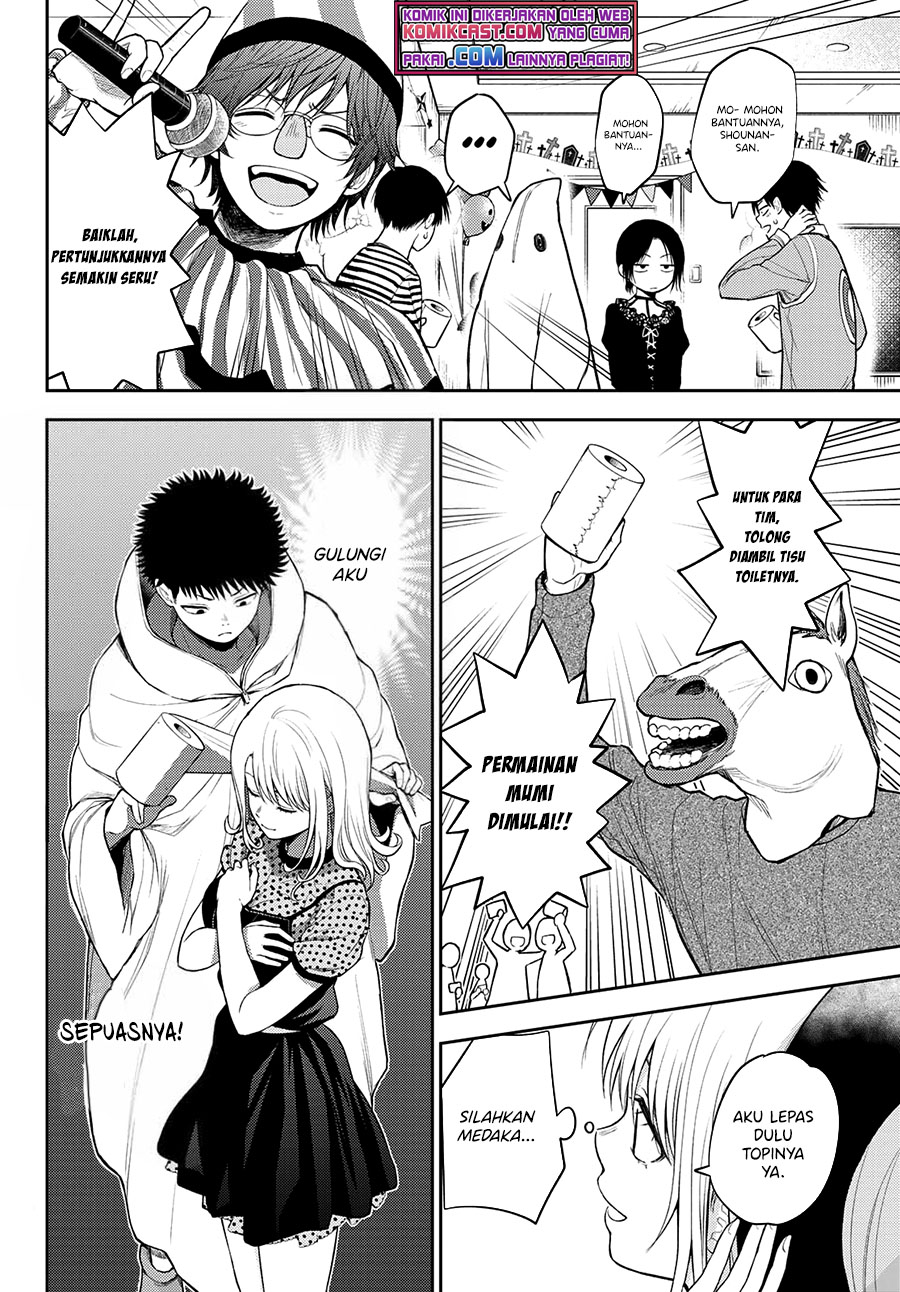 KOMIK INI DIKERJAKAN OLEH WEB
KOMIKCAST.COM YANG CUMA
PAKAI .COM LAINNYA PLAGIAT!
MO- MOHON
BANTUANNYA,
SHOUNAN-
SAN.
MOHON
BANTUAN-
NYA...
...
BAIKLAH,
PERTUNJUKKANNYA
SEMAKIN SERU!
UNTUK PARA
TIM,
TOLONG
DIAMBIL TISU
TOILETNYA.
PERMAINAN
MUMI
DIMULAI!!
AKU LEPAS
DULU
TOPINYA
YA.
SILAHKAN
MEDAKA...
GULUNGI
AKU
SEPUASNYA!